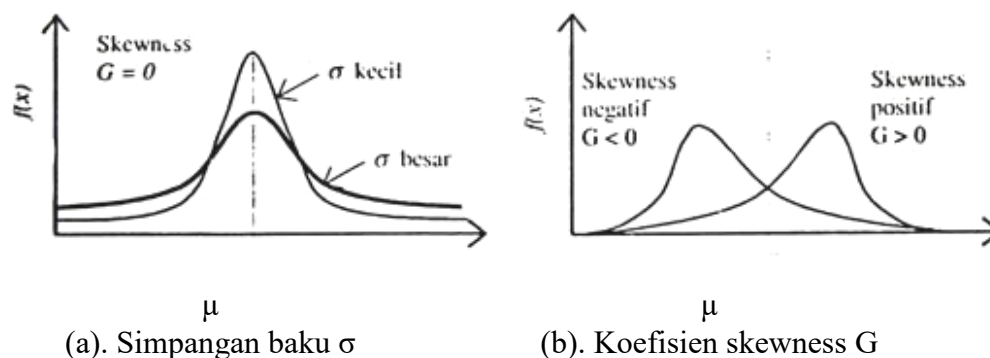 Skewness
G = 0
σ kecil
σ besar
f(x)
μ
(a). Simpangan baku σ
Skewness
negatif
G < 0
Skewness
positif
G > 0
f(x)
μ
(b). Koefisien skewness G